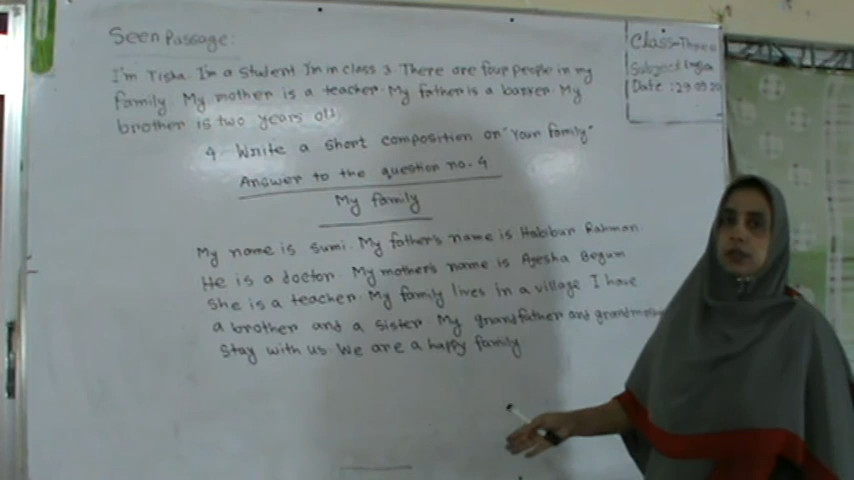 Seen Passage:
I'm Tisha. I'm a student. I'm in class 3. There are four people in my
family. My mother is a teacher. My father is a banker. My
brother is two years old.
4. Write a short composition on "Your family"
Answer to the question no. 4
My family
My name is Sumi. My father's name is Habibur Rahman.
He is a doctor. My mother's name is Ayesha Begum
She is a teacher. My family lives in a village I have
a brother and a sister. My grandfather and grandmother
stay with us. We are a happy family
Class-Three
Subject English
Date: 29.09.20